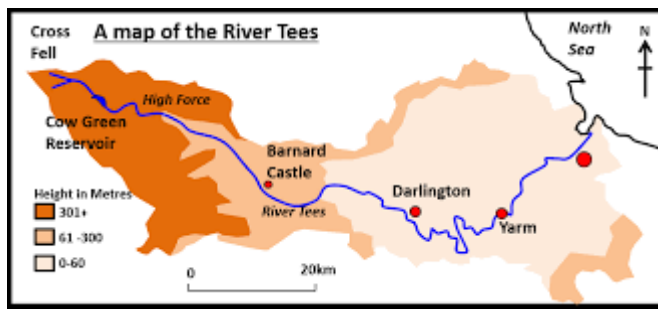 Cross
Fell
A map of the River Tees
North
Sea
N
High Force
Cow Green
Reservoir
Barnard
Castle
Darlington
River Tees
Yarm
Height in Metres
301+
61 -300
0-60
0
20km